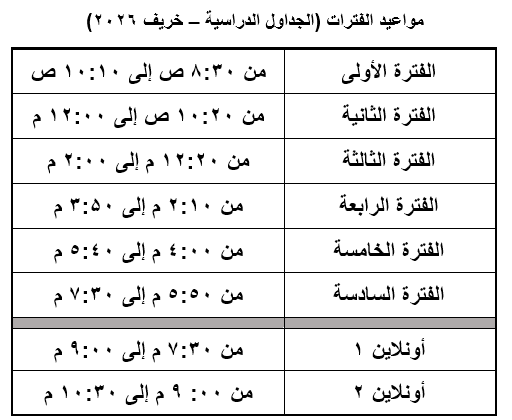 مواعيد الفترات (الجداول الدراسية – خريف ٢٠٢٦)
الفترة الأولى من ٨:٣٠ ص إلى ١٠:١٠ ص
الفترة الثانية من ١٠:٢٠ ص إلى ١٢:٠٠ م
الفترة الثالثة من ١٢:٢٠ م إلى ٢:٠٠ م
الفترة الرابعة من ٢:١٠ م إلى ٣:٥٠ م
الفترة الخامسة من ٤:٠٠ م إلى ٥:٤٠ م
الفترة السادسة من ٥:٥٠ م إلى ٧:٣٠ م
أونلاين ١ من ٧:٣٠ م إلى ٩:٠٠ م
أونلاين ٢ من ٠٠: ٩ م إلى ١٠:٣٠ م